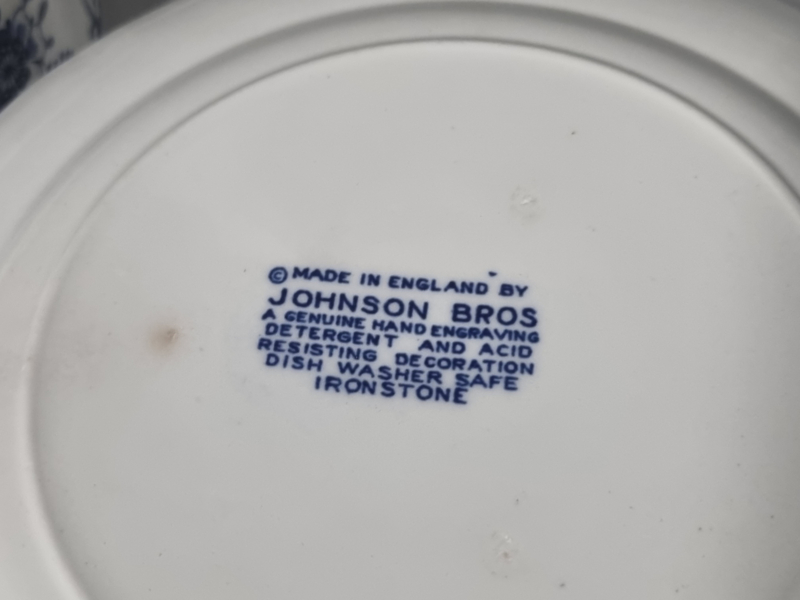 © MADE IN ENGLAND BY
JOHNSON BROS
A GENUINE HAND ENGRAVING
DETERGENT AND ACID
RESISTING DECORATION
DISH WASHER SAFE
IRONSTONE